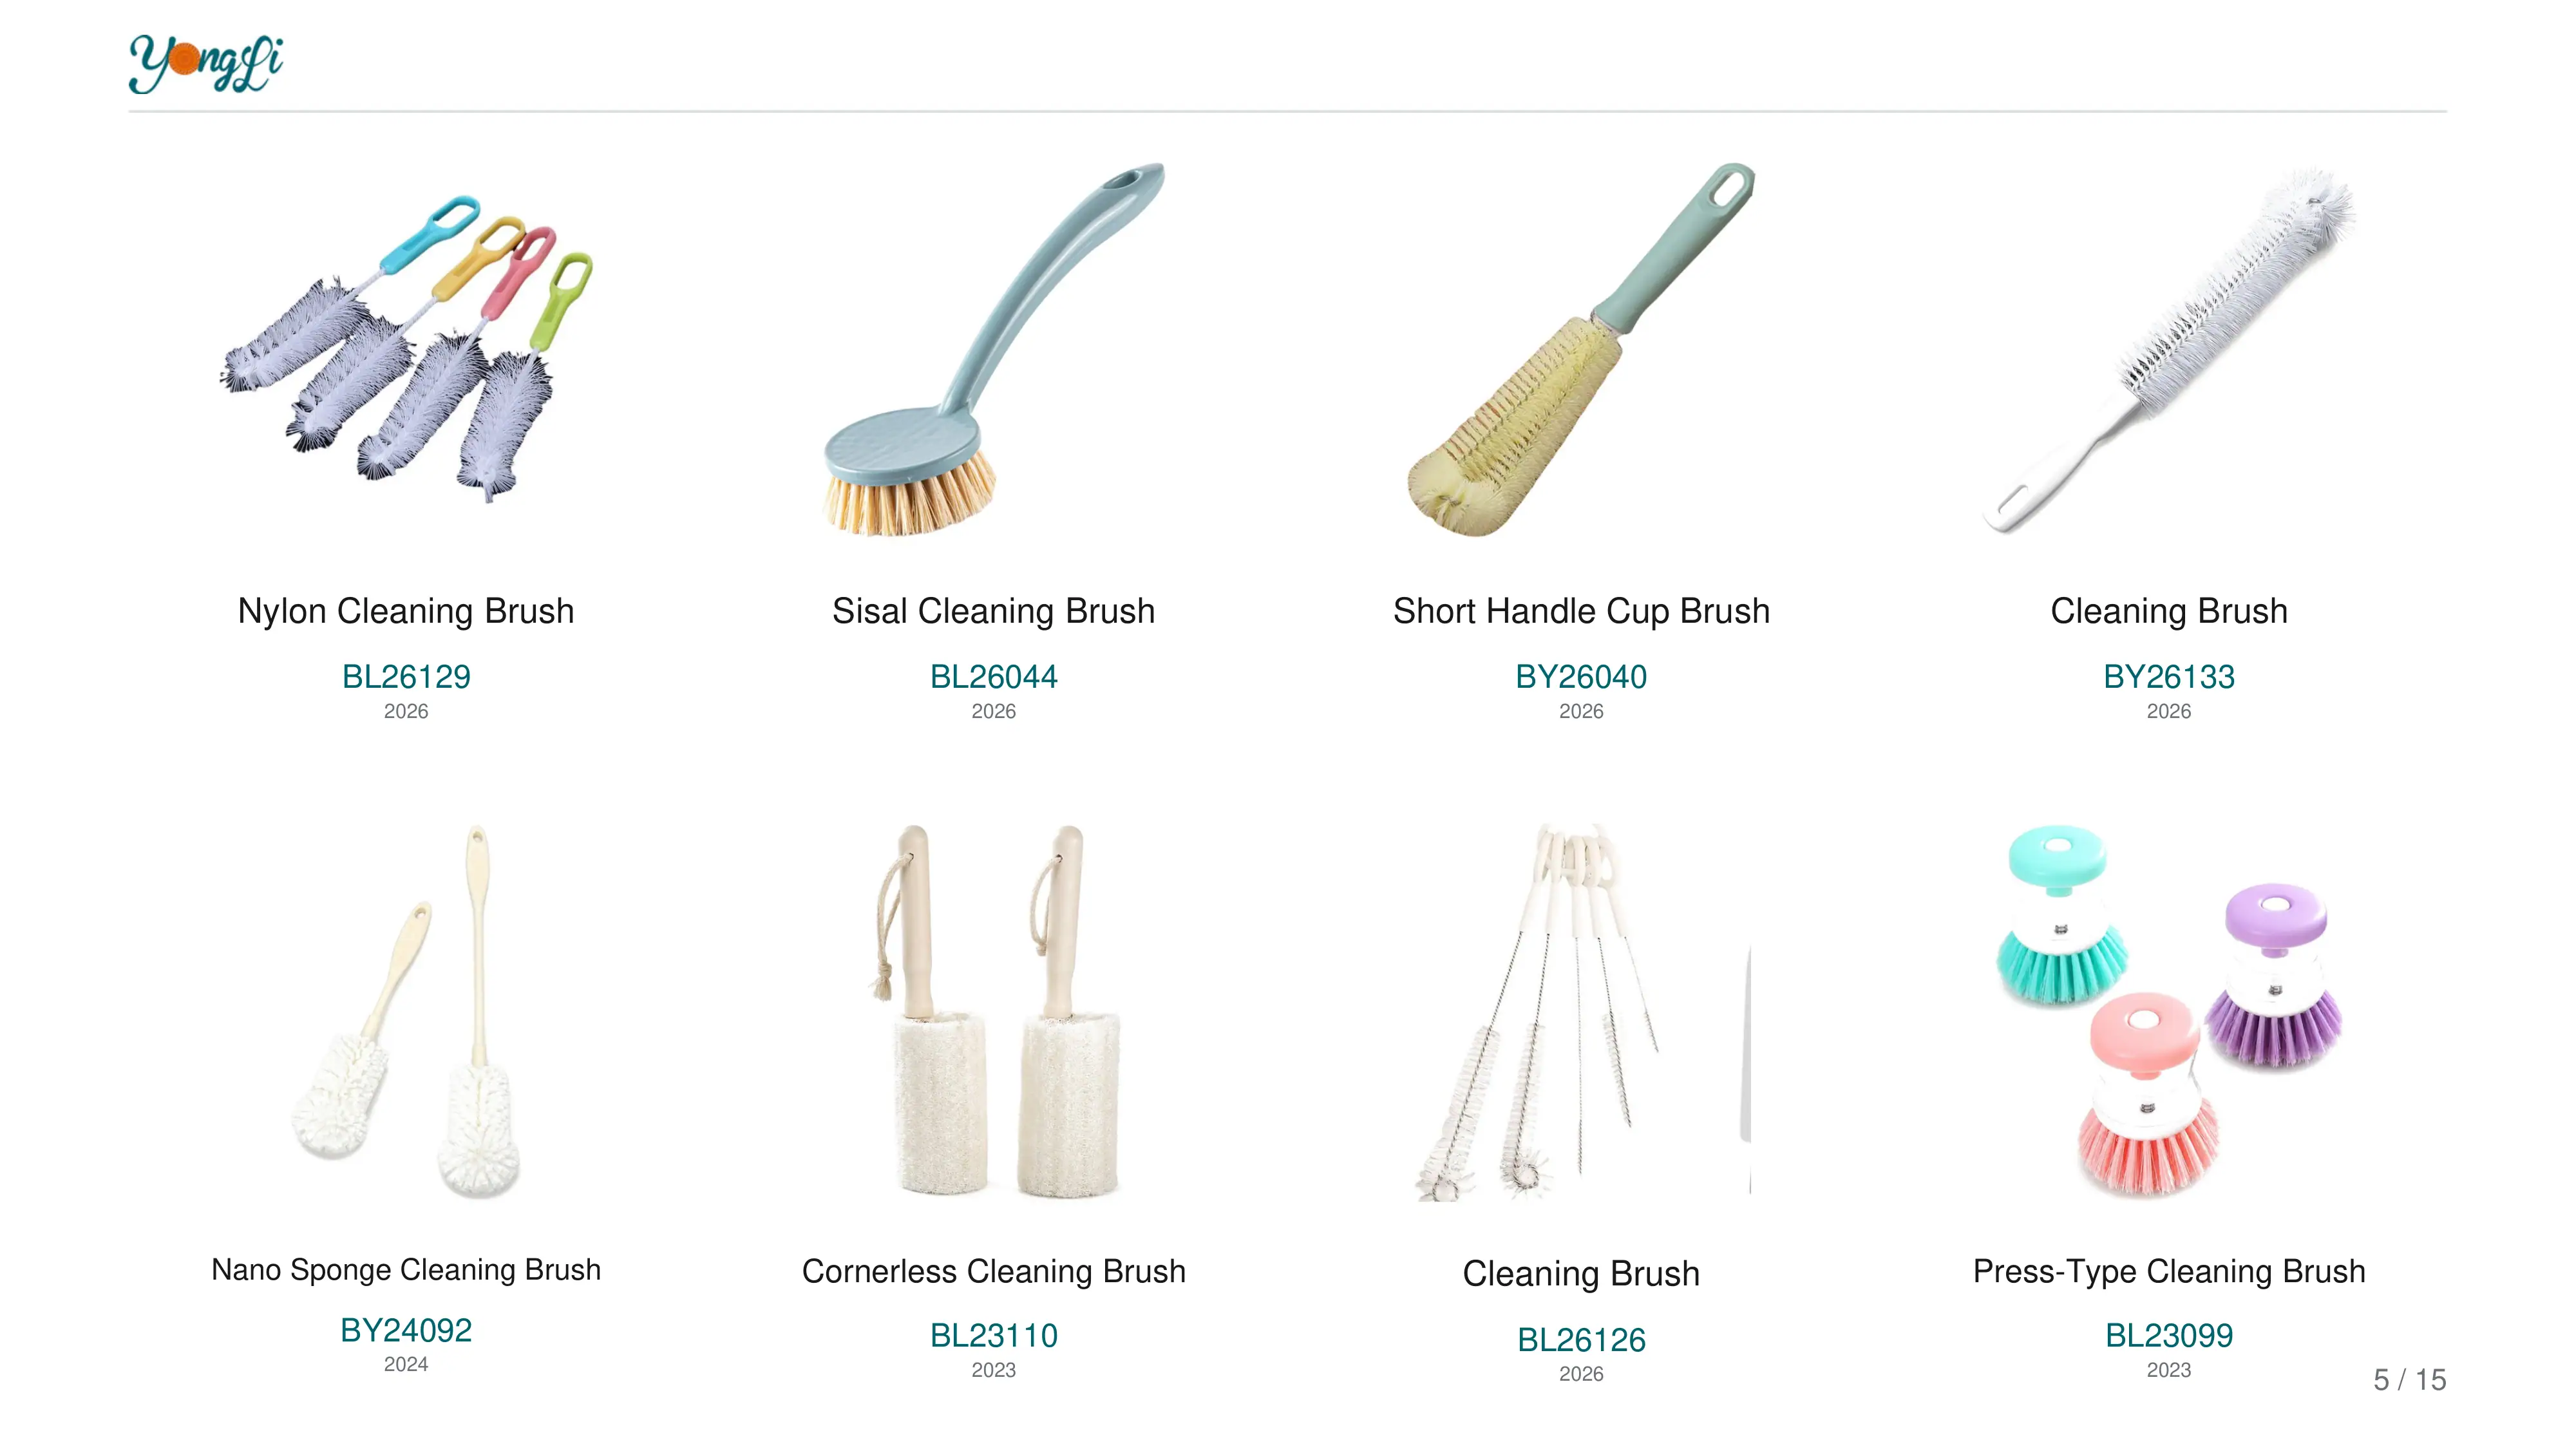 YongLi
Nylon Cleaning Brush
BL26129
2026
Sisal Cleaning Brush
BL26044
2026
Short Handle Cup Brush
BY26040
2026
Cleaning Brush
BY26133
2026
Nano Sponge Cleaning Brush
BY24092
2024
Cornerless Cleaning Brush
BL23110
2023
Cleaning Brush
BL26126
2026
Press-Type Cleaning Brush
BL23099
2023
5 / 15